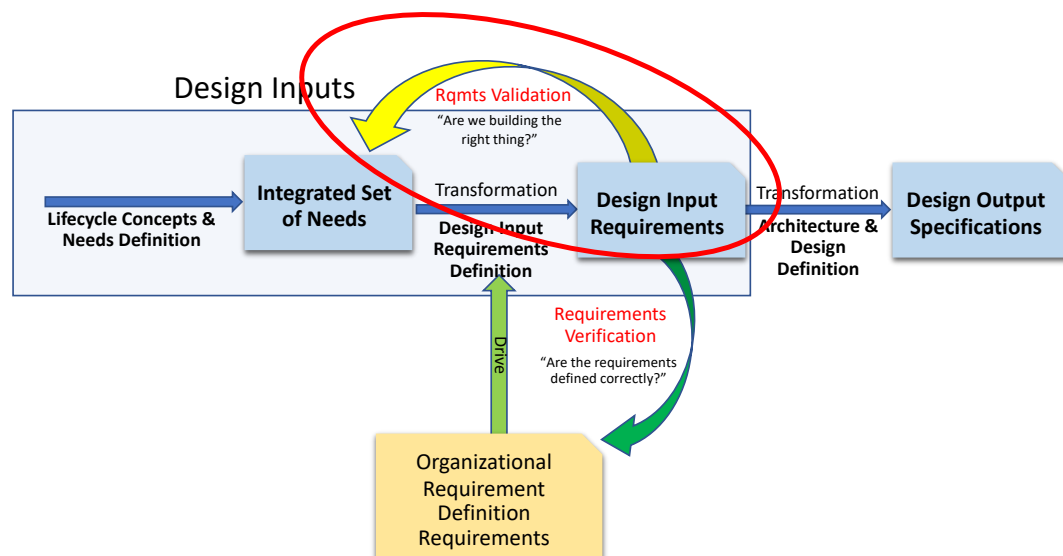 Design Inputs
Rqmts Validation
“Are we building the
right thing?”
Lifecycle Concepts &
Needs Definition
Integrated Set
of Needs
Transformation
Design Input
Requirements
Definition
Design Input
Requirements
Transformation
Architecture &
Design
Definition
Design Output
Specifications
Drive
Requirements
Verification
“Are the requirements
defined correctly?”
Organizational
Requirement
Definition
Requirements